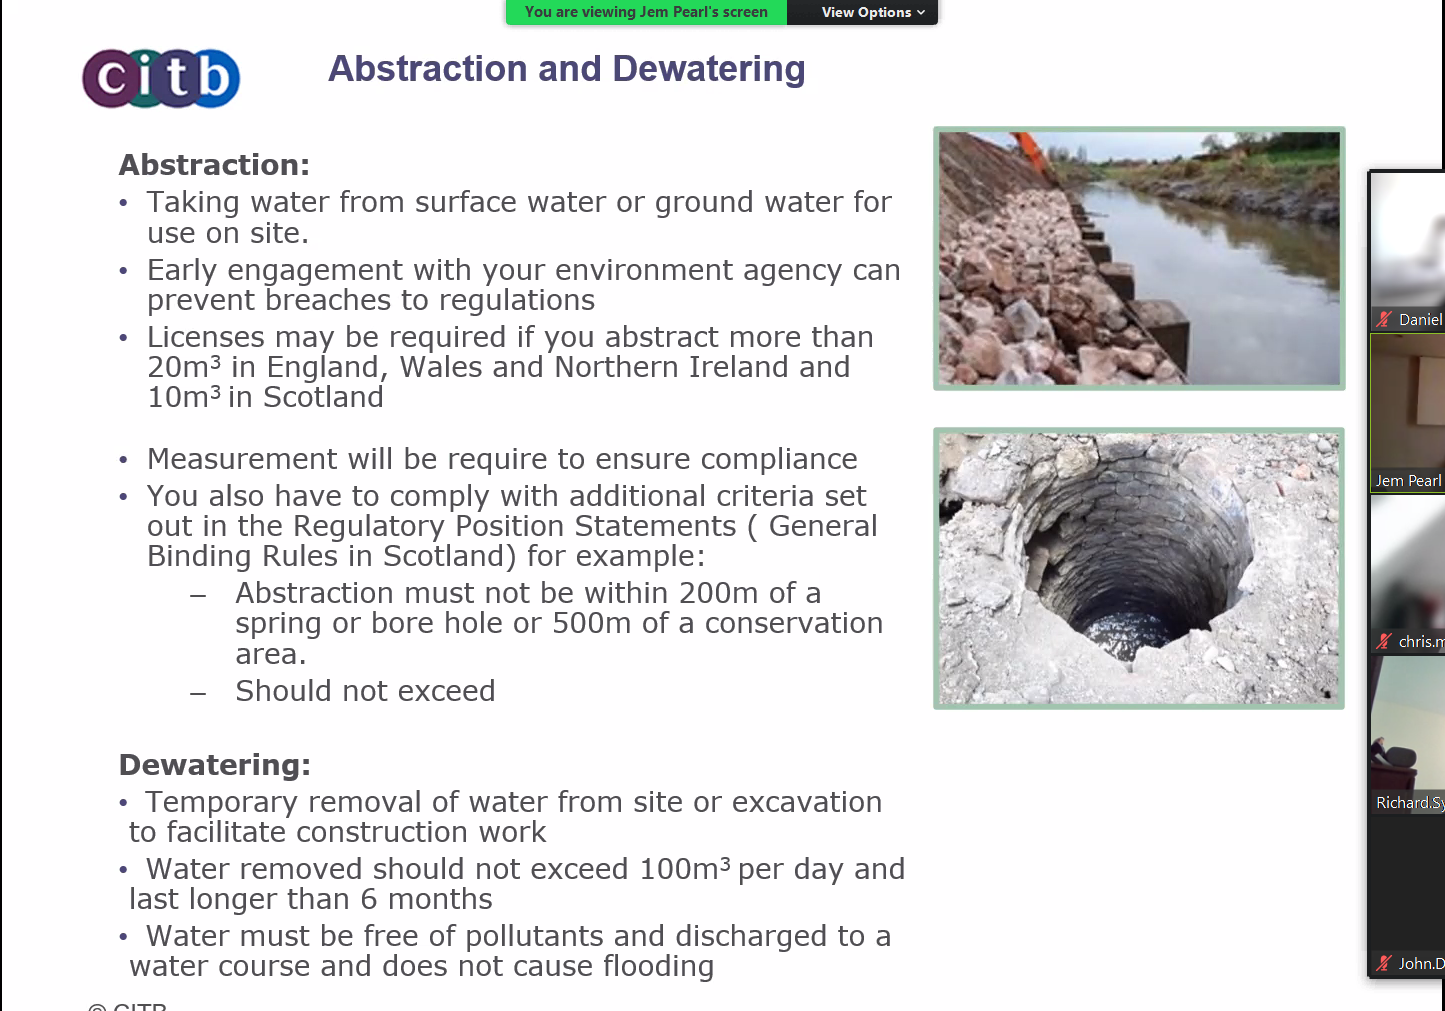 You are viewing Jem Pearl's screen
View Options
citb
Abstraction and Dewatering
Abstraction:
• Taking water from surface water or ground water for
use on site.
• Early engagement with your environment agency can
prevent breaches to regulations
• Licenses may be required if you abstract more than
20m³ in England, Wales and Northern Ireland and
10m³ in Scotland
• Measurement will be require to ensure compliance
• You also have to comply with additional criteria set
out in the Regulatory Position Statements ( General
Binding Rules in Scotland) for example:
– Abstraction must not be within 200m of a
spring or bore hole or 500m of a conservation
area.
– Should not exceed
Dewatering:
• Temporary removal of water from site or excavation
to facilitate construction work
• Water removed should not exceed 100m³ per day and
last longer than 6 months
• Water must be free of pollutants and discharged to a
water course and does not cause flooding
© CITB
Daniel
Jem Pearl
chris.m
Richard.Sy
John.D